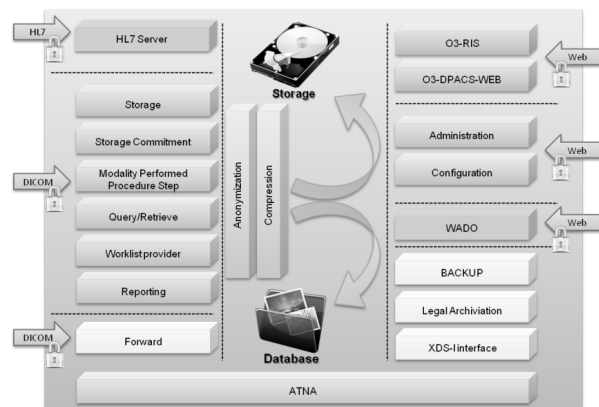 HL7
HL7 Server
Storage
Storage Commitment
DICOM
Modality Performed
Procedure Step
Query/Retrieve
Worklist provider
Reporting
DICOM
Forward
Storage
Anonymization
Compression
Database
O3-RIS
O3-DPACS-WEB
Web
Administration
Configuration
Web
WADO
Web
BACKUP
Legal Archiviation
XDS-I interface
ATNA